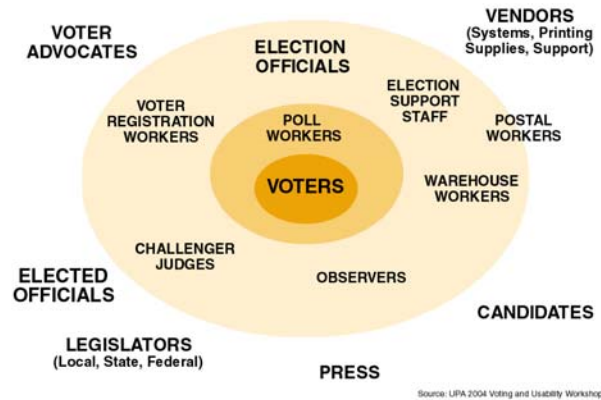 VENDORS
(Systems, Printing
Supplies, Support)
VOTER
ADVOCATES
ELECTION
OFFICIALS
ELECTION
SUPPORT
STAFF
VOTER
REGISTRATION
WORKERS
POLL
WORKERS
POSTAL
WORKERS
VOTERS
WAREHOUSE
WORKERS
CHALLENGER
JUDGES
OBSERVERS
ELECTED
OFFICIALS
CANDIDATES
LEGISLATORS
(Local, State, Federal)
PRESS
Source: UPA 2004 Voting and Usability Workshop